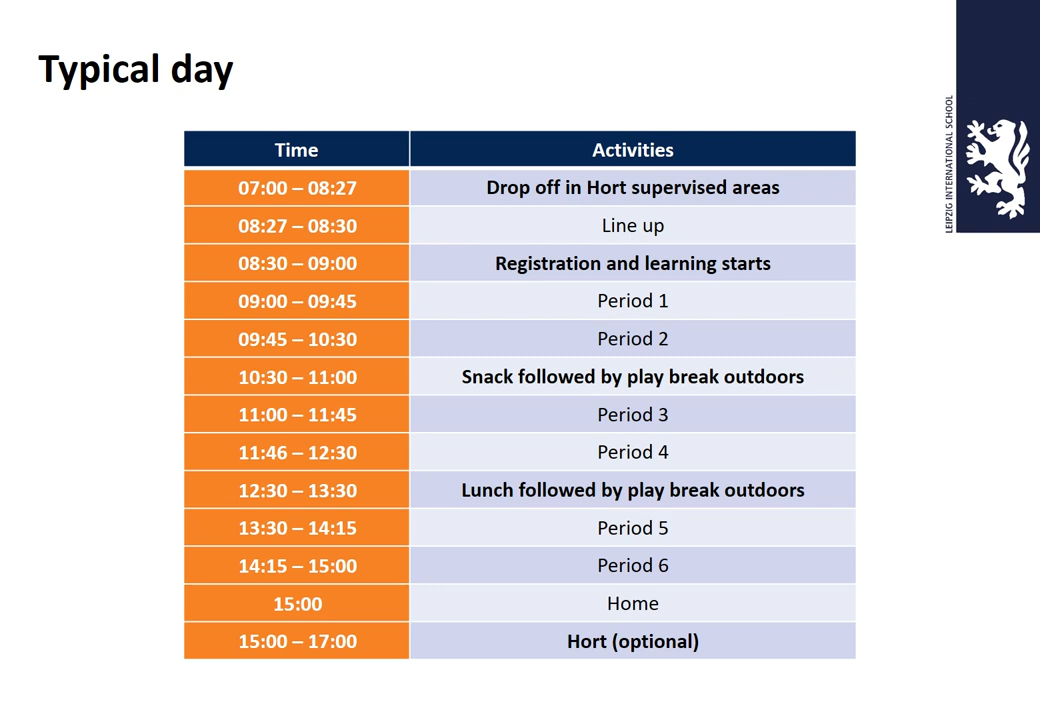 Typical day
LEIPZIG INTERNATIONAL SCHOOL
Time Activities
07:00 – 08:27 Drop off in Hort supervised areas
08:27 – 08:30 Line up
08:30 – 09:00 Registration and learning starts
09:00 – 09:45 Period 1
09:45 – 10:30 Period 2
10:30 – 11:00 Snack followed by play break outdoors
11:00 – 11:45 Period 3
11:46 – 12:30 Period 4
12:30 – 13:30 Lunch followed by play break outdoors
13:30 – 14:15 Period 5
14:15 – 15:00 Period 6
15:00 Home
15:00 – 17:00 Hort (optional)